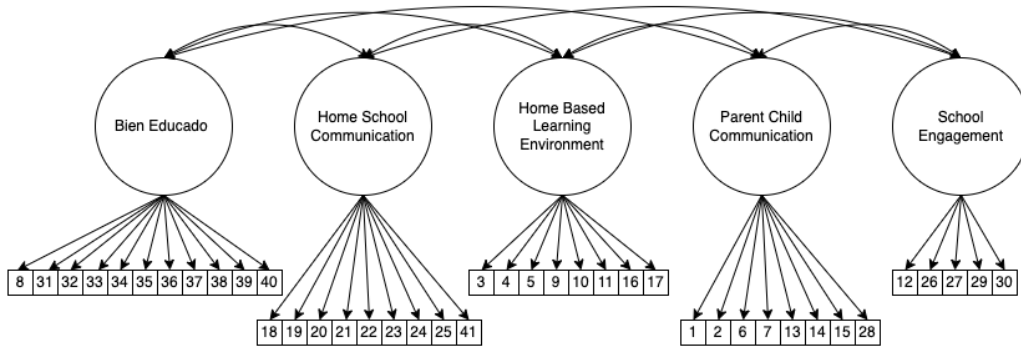 Bien Educado
Home School
Communication
Home Based
Learning
Environment
Parent Child
Communication
School
Engagement
8 31 32 33 34 35 36 37 38 39 40
3 4 5 9 10 11 16 17
12 26 27 29 30
18 19 20 21 22 23 24 25 41
1 2 6 7 13 14 15 28